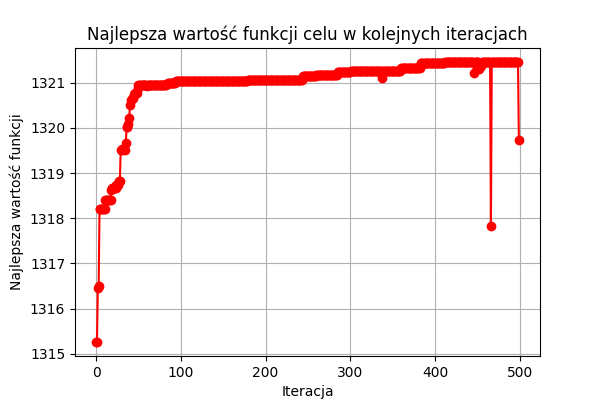 Najlepsza wartość funkcji celu w kolejnych iteracjach
Najlepsza wartość funkcji
1321
1320
1319
1318
1317
1316
1315
0 100 200 300 400 500
Iteracja